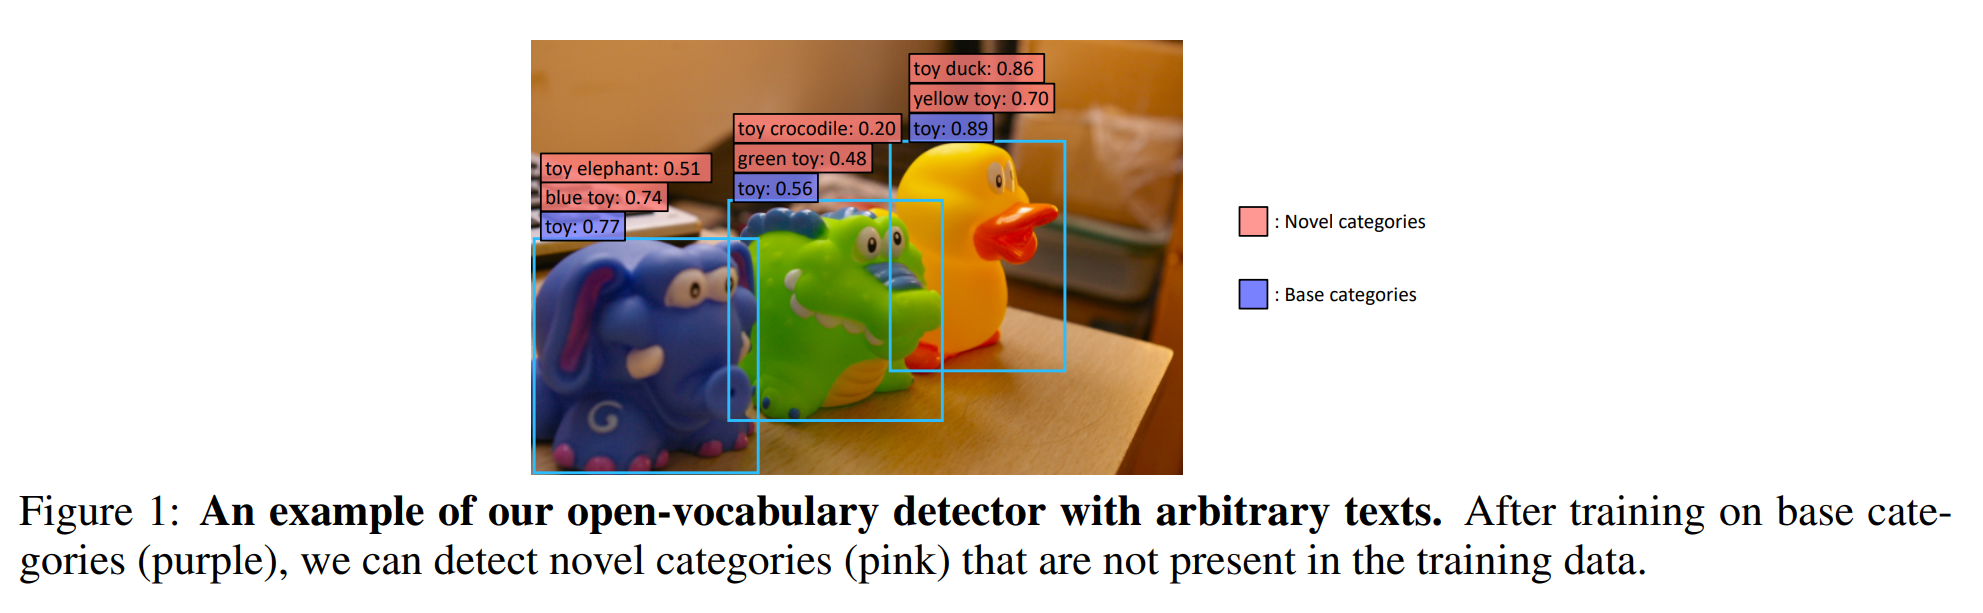 toy duck: 0.86
yellow toy: 0.70
toy: 0.89
toy crocodile: 0.20
green toy: 0.48
toy: 0.56
toy elephant: 0.51
blue toy: 0.74
toy: 0.77
: Novel categories
: Base categories
Figure 1: An example of our open-vocabulary detector with arbitrary texts. After training on base cate-
gories (purple), we can detect novel categories (pink) that are not present in the training data.